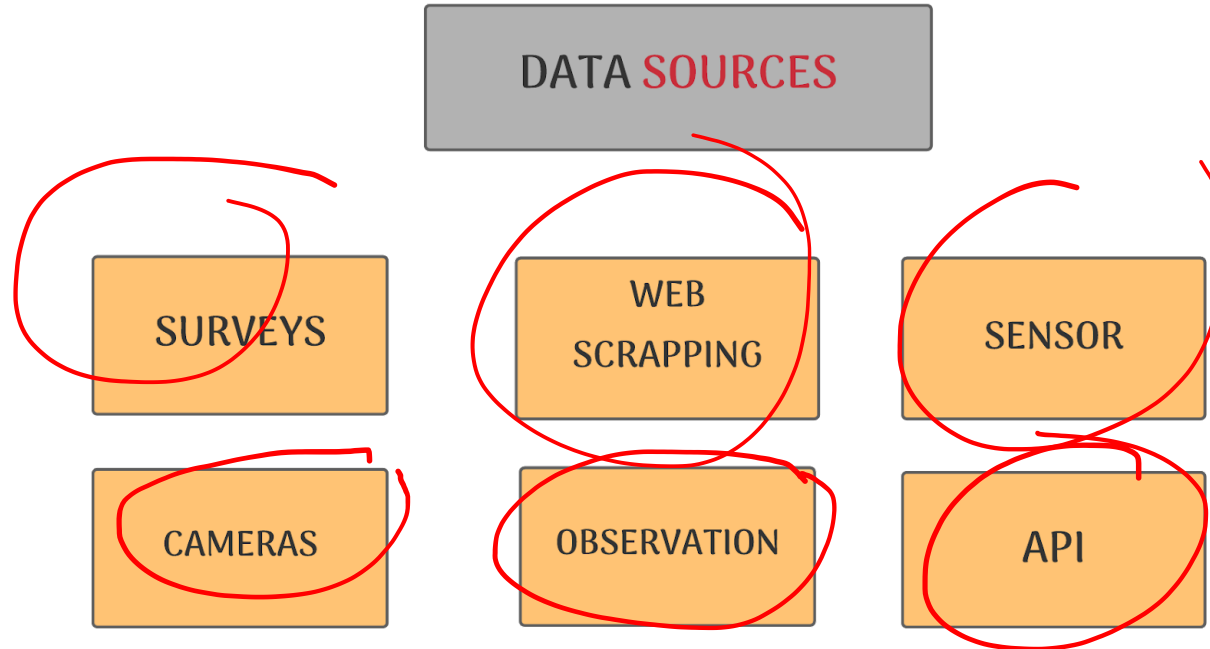 DATA SOURCES
SURVEYS
WEB
SCRAPPING
SENSOR
CAMERAS
OBSERVATION
API